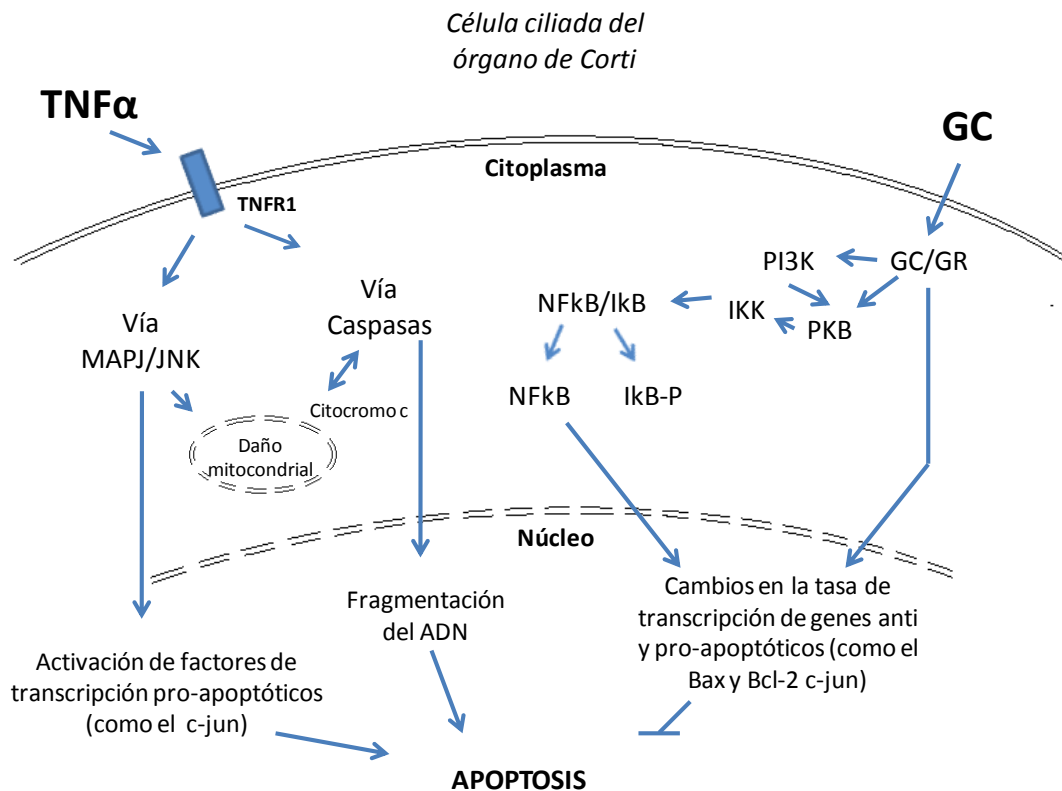 Célula ciliada del
órgano de Corti
TNFα
GC
Citoplasma
TNFR1
PI3K
GC/GR
NFkB/IkB
IKK
PKB
Vía
MAPJ/JNK
Vía
Caspasas
NFkB
IkB-P
Citocromo c
Daño
mitocondrial
Núcleo
Fragmentación
del ADN
Cambios en la tasa de
transcripción de genes anti
y pro-apoptóticos (como el
Bax y Bcl-2 c-jun)
Activación de factores de
transcripción pro-apoptóticos
(como el c-jun)
APOPTOSIS